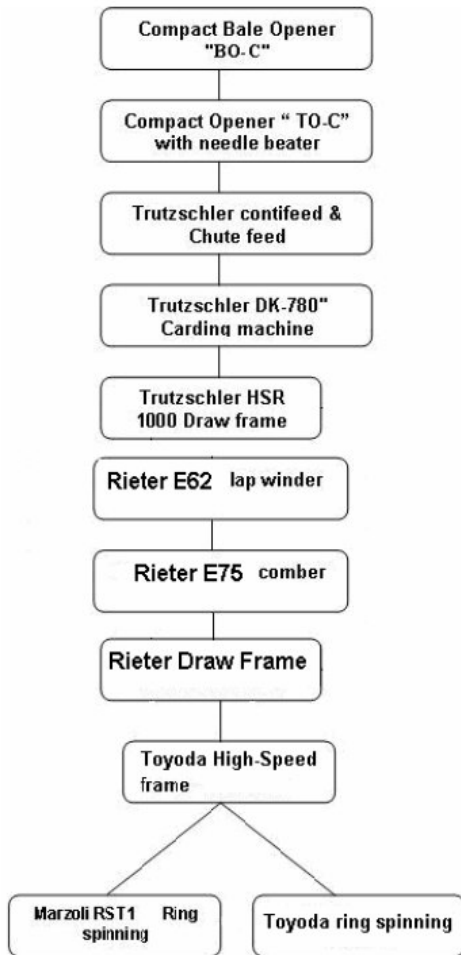 Compact Bale Opener
"BO-C"
Compact Opener “ TO-C”
with needle beater
Trutzschler contifeed &
Chute feed
Trutzschler DK-780"
Carding machine
Trutzschler HSR
1000 Draw frame
Rieter E62 lap winder
Rieter E75 comber
Rieter Draw Frame
Toyoda High-Speed
frame
Marzoli RST1 Ring
spinning
Toyoda ring spinning